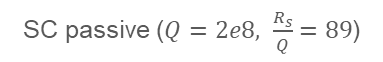 SC passive (Q = 2e8, R_S/Q = 89)